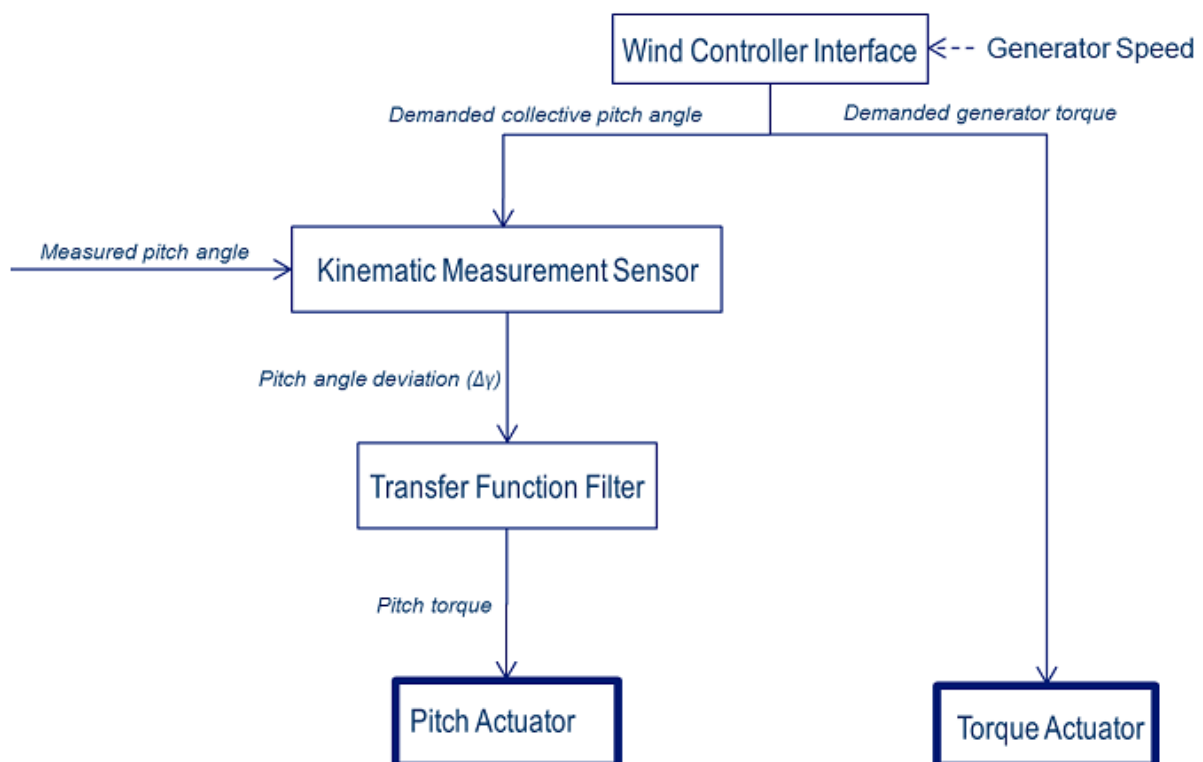 Wind Controller Interface
Generator Speed
Demanded collective pitch angle
Demanded generator torque
Measured pitch angle
Kinematic Measurement Sensor
Pitch angle deviation (Δγ)
Transfer Function Filter
Pitch torque
Pitch Actuator
Torque Actuator